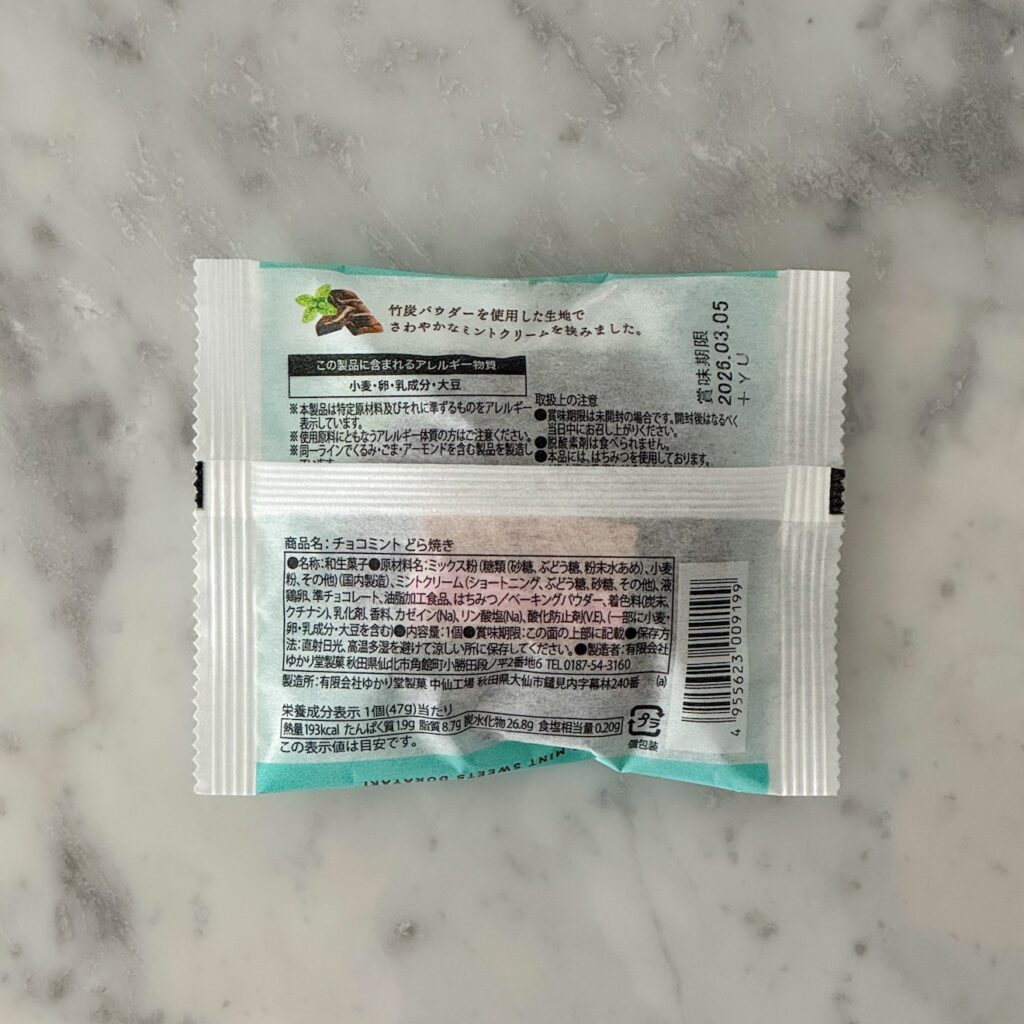 竹炭パウダーを使用した生地で
さわやかなミントクリームを挟みました。
賞味期限
2026.03.05
+YU
この製品に含まれるアレルギー物質
小麦・卵・乳成分・大豆
※本製品は特定原材料及びそれに準ずるものをアレルギー
表示しています。
※使用原料にともなうアレルギー体質の方はご注意ください。
※同一ラインでくるみ・ごま・アーモンドを含む製品を製造し
ています。
取扱上の注意
●賞味期限は未開封の場合です。開封後はなるべく
当日中にお召し上がりください。
●脱酸素剤は食べられません。
●本品には、はちみつを使用しております。
商品名：チョコミント どら焼き
●名称：和生菓子●原材料名：ミックス粉（糖類（砂糖、ぶどう糖、粉末水あめ）、小麦
粉、その他）（国内製造）、ミントクリーム（ショートニング、ぶどう糖、砂糖、その他）、液
鶏卵、準チョコレート、油脂加工食品、はちみつ／ベーキングパウダー、着色料（炭末、
クチナシ）、乳化剤、香料、カゼイン(Na)、リン酸塩(Na)、酸化防止剤(V.E)、（一部に小麦・
卵・乳成分・大豆を含む）●内容量：1個●賞味期限：この面の上部に記載●保存方
法：直射日光、高温多湿を避けて涼しい所に保存してください。●製造者：有限会社
ゆかり堂製菓 秋田県仙北市角館町小勝田段ノ平2番地6 TEL 0187-54-3160
製造所：有限会社ゆかり堂製菓 中仙工場 秋田県大仙市鑓見内字幕林240番 (a)
栄養成分表示 1個(47g)当たり
熱量193kcal たんぱく質1.9g 脂質8.7g 炭水化物26.8g 食塩相当量0.20g
この表示値は目安です。
プラ
個包装
4 955623 009199
MINT SWEETS DORAYAKI